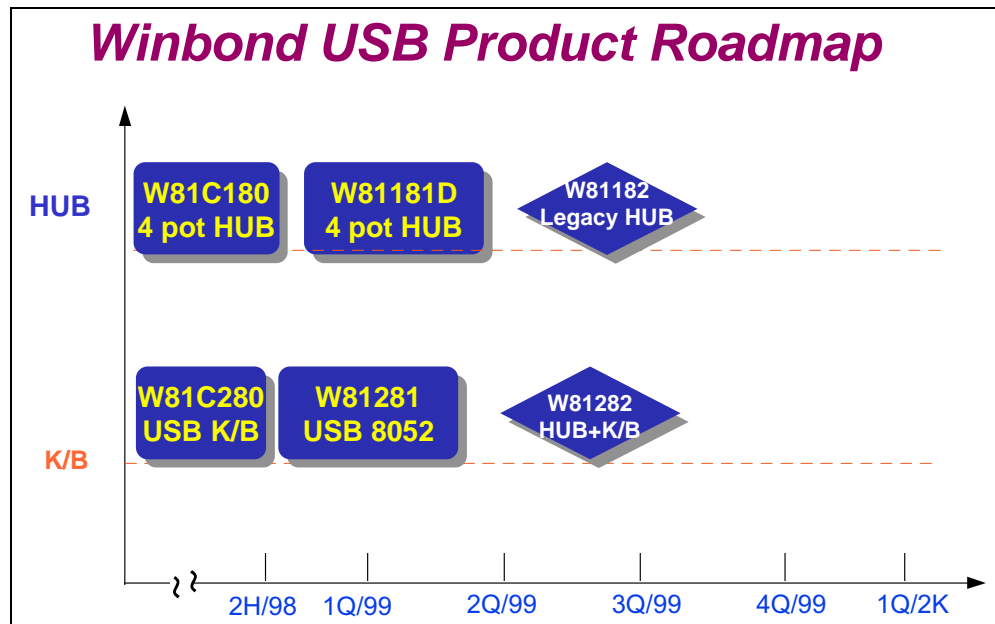 Winbond USB Product Roadmap
HUB
W81C180
4 pot HUB
W81181D
4 pot HUB
W81182
Legacy HUB
K/B
W81C280
USB K/B
W81281
USB 8052
W81282
HUB+K/B
2H/98
1Q/99
2Q/99
3Q/99
4Q/99
1Q/2K